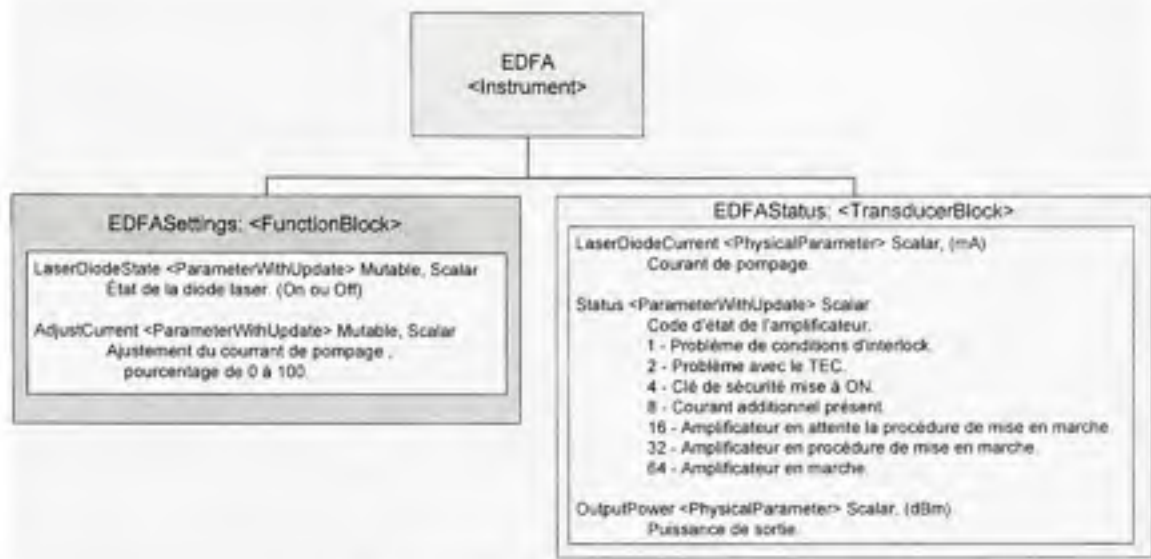 EDFA
<Instrument>
EDFASettings: <FunctionBlock>
LaserDiodeState <ParameterWithUpdate> Mutable, Scalar
État de la diode laser. (On ou Off)
AdjustCurrent <ParameterWithUpdate> Mutable, Scalar
Ajustement du courrant de pompage ,
pourcentage de 0 à 100.
EDFAStatus: <TransducerBlock>
LaserDiodeCurrent <PhysicalParameter> Scalar, (mA)
Courant de pompage.
Status <ParameterWithUpdate> Scalar
Code d'état de l'amplificateur.
1 - Problème de conditions d'interlock.
2 - Problème avec le TEC.
4 - Clé de sécurité mise à ON.
8 - Courant additionnel présent.
16 - Amplificateur en attente la procédure de mise en marche.
32 - Amplificateur en procédure de mise en marche.
64 - Amplificateur en marche.
OutputPower <PhysicalParameter> Scalar, (dBm)
Puissance de sortie.